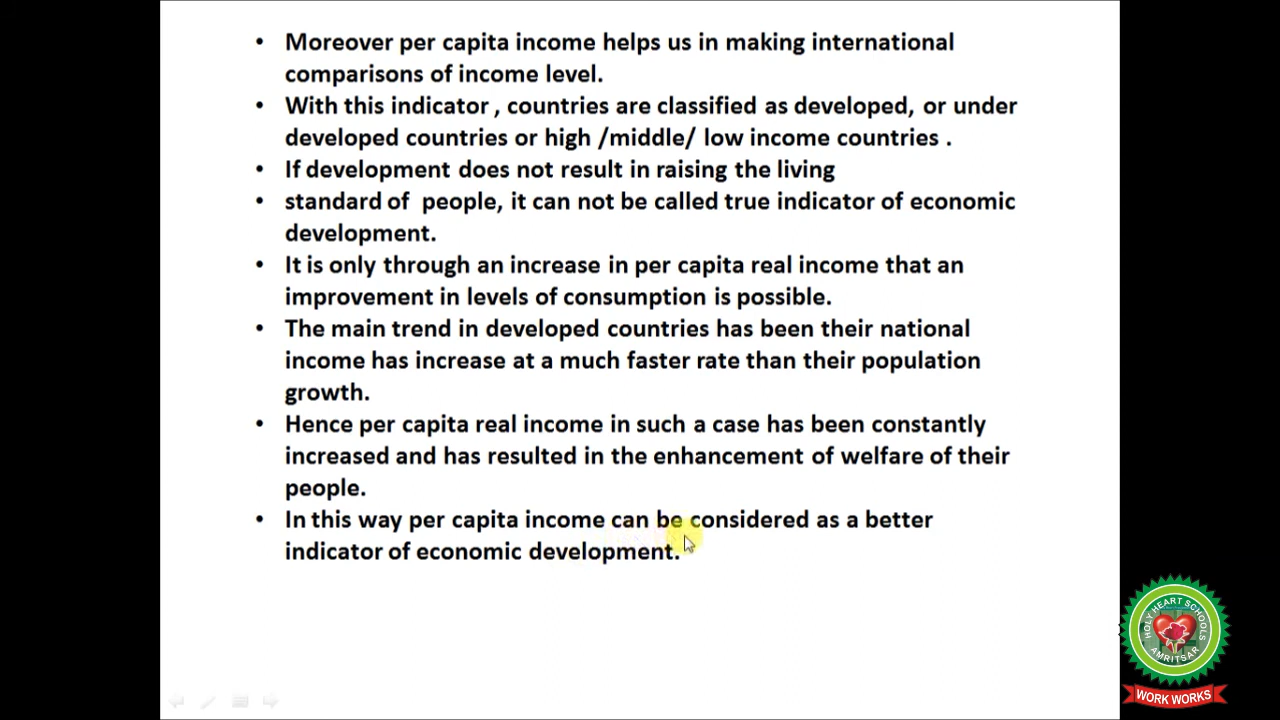 • Moreover per capita income helps us in making international
comparisons of income level.
• With this indicator , countries are classified as developed, or under
developed countries or high /middle/ low income countries .
• If development does not result in raising the living
• standard of  people, it can not be called true indicator of economic
development.
• It is only through an increase in per capita real income that an
improvement in levels of consumption is possible.
• The main trend in developed countries has been their national
income has increase at a much faster rate than their population
growth.
• Hence per capita real income in such a case has been constantly
increased and has resulted in the enhancement of welfare of their
people.
• In this way per capita income can be considered as a better
indicator of economic development.
HOLY HEART SCHOOLS
AMRITSAR
WORK WORKS